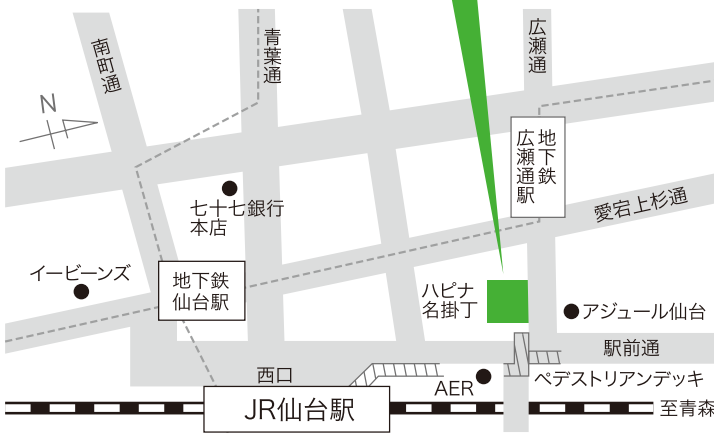 南町通
青葉通
広瀬通
N
地下鉄
広瀬通駅
七十七銀行
本店
愛宕上杉通
イービーンズ
地下鉄
仙台駅
ハピナ
名掛丁
アジュール仙台
駅前通
西口
AER
ペデストリアンデッキ
JR仙台駅
至青森